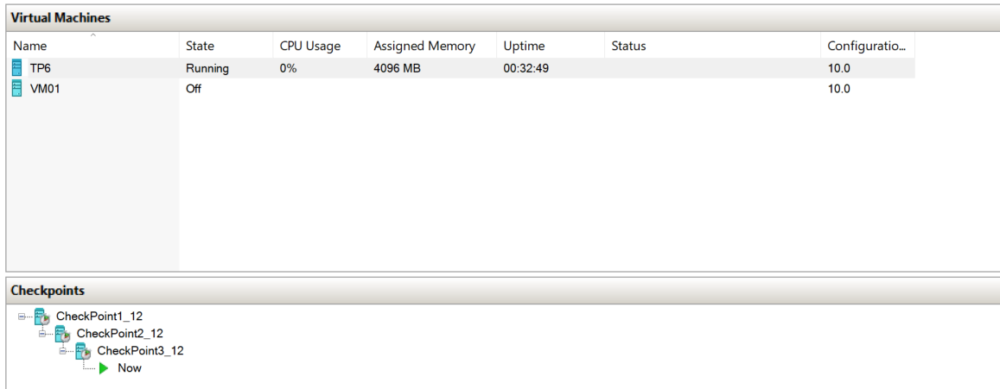 Virtual Machines
Name State CPU Usage Assigned Memory Uptime Status Configuratio...
TP6 Running 0% 4096 MB 00:32:49 10.0
VM01 Off 10.0
Checkpoints
CheckPoint1_12
CheckPoint2_12
CheckPoint3_12
Now